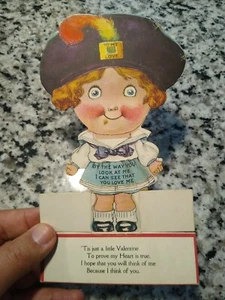 BY THE WAY YOU
LOOK AT ME
I CAN SEE THAT
YOU LOVE ME.
To just a little Valentine
To prove my Heart is true.
I hope that you will think of me
Because I think of you.